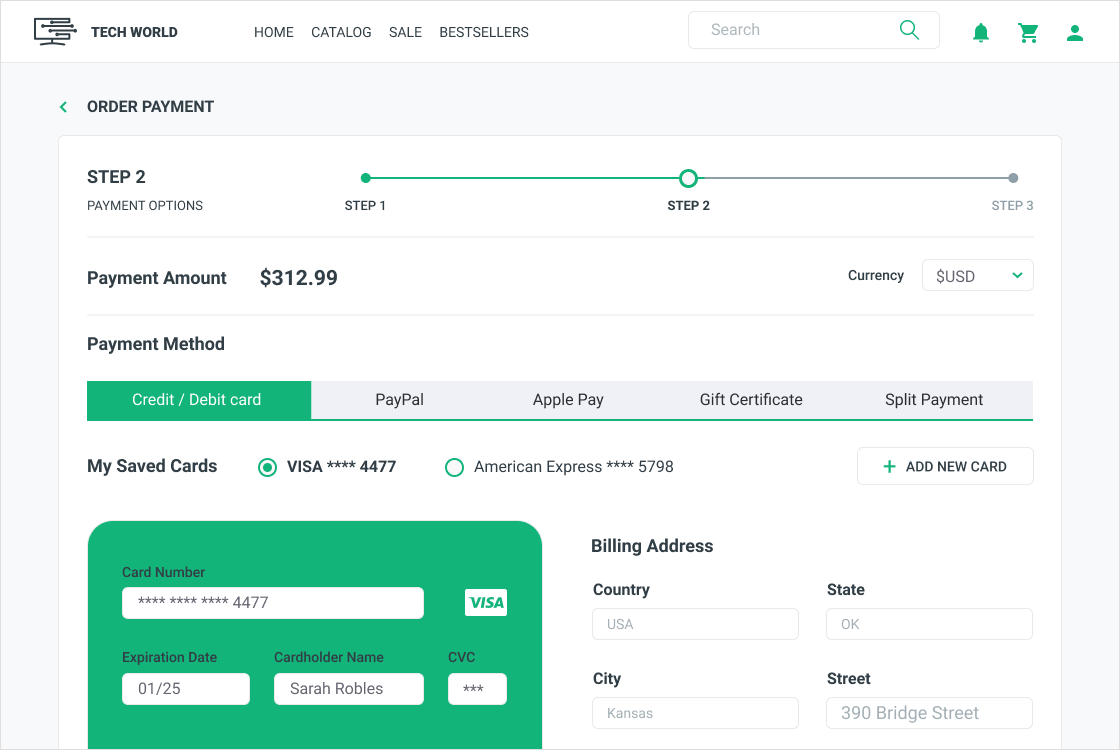 TECH WORLD HOME CATALOG SALE BESTSELLERS Search
ORDER PAYMENT
STEP 2
PAYMENT OPTIONS STEP 1 STEP 2 STEP 3
Payment Amount $312.99 Currency $USD
Payment Method
Credit / Debit card PayPal Apple Pay Gift Certificate Split Payment
My Saved Cards VISA **** 4477 American Express **** 5798 + ADD NEW CARD
Card Number
**** **** **** 4477 VISA
Expiration Date Cardholder Name CVC
01/25 Sarah Robles ***
Billing Address
Country State
USA OK
City Street
Kansas 390 Bridge Street